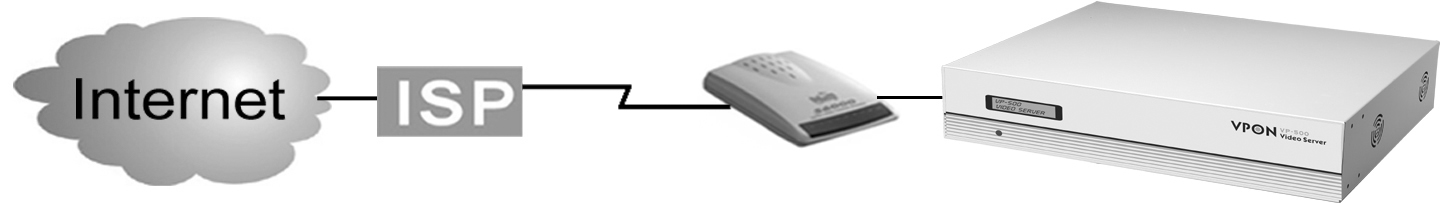 Internet
ISP
VP-500
VIDEO SERVER
VPON VP-500
Video Server